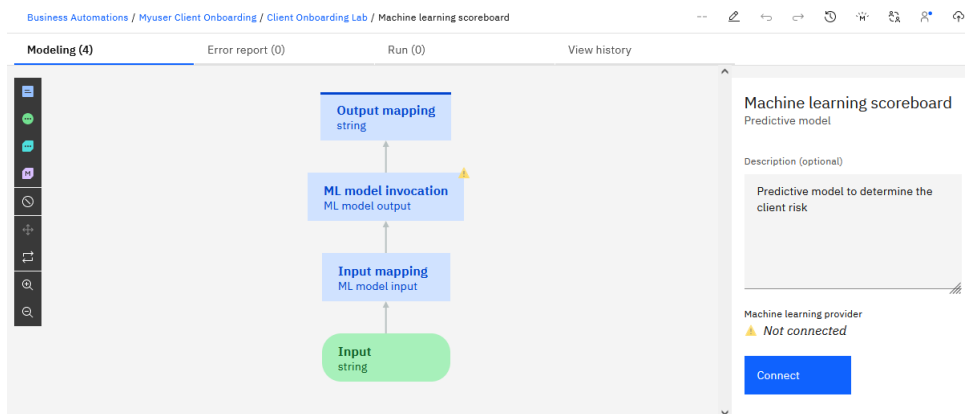 Business Automations / Myuser Client Onboarding / Client Onboarding Lab / Machine learning scoreboard
--
Modeling (4)
Error report (0)
Run (0)
View history
Output mapping
string
ML model invocation
ML model output
Input mapping
ML model input
Input
string
Machine learning scoreboard
Predictive model
Description (optional)
Predictive model to determine the
client risk
Machine learning provider
Not connected
Connect